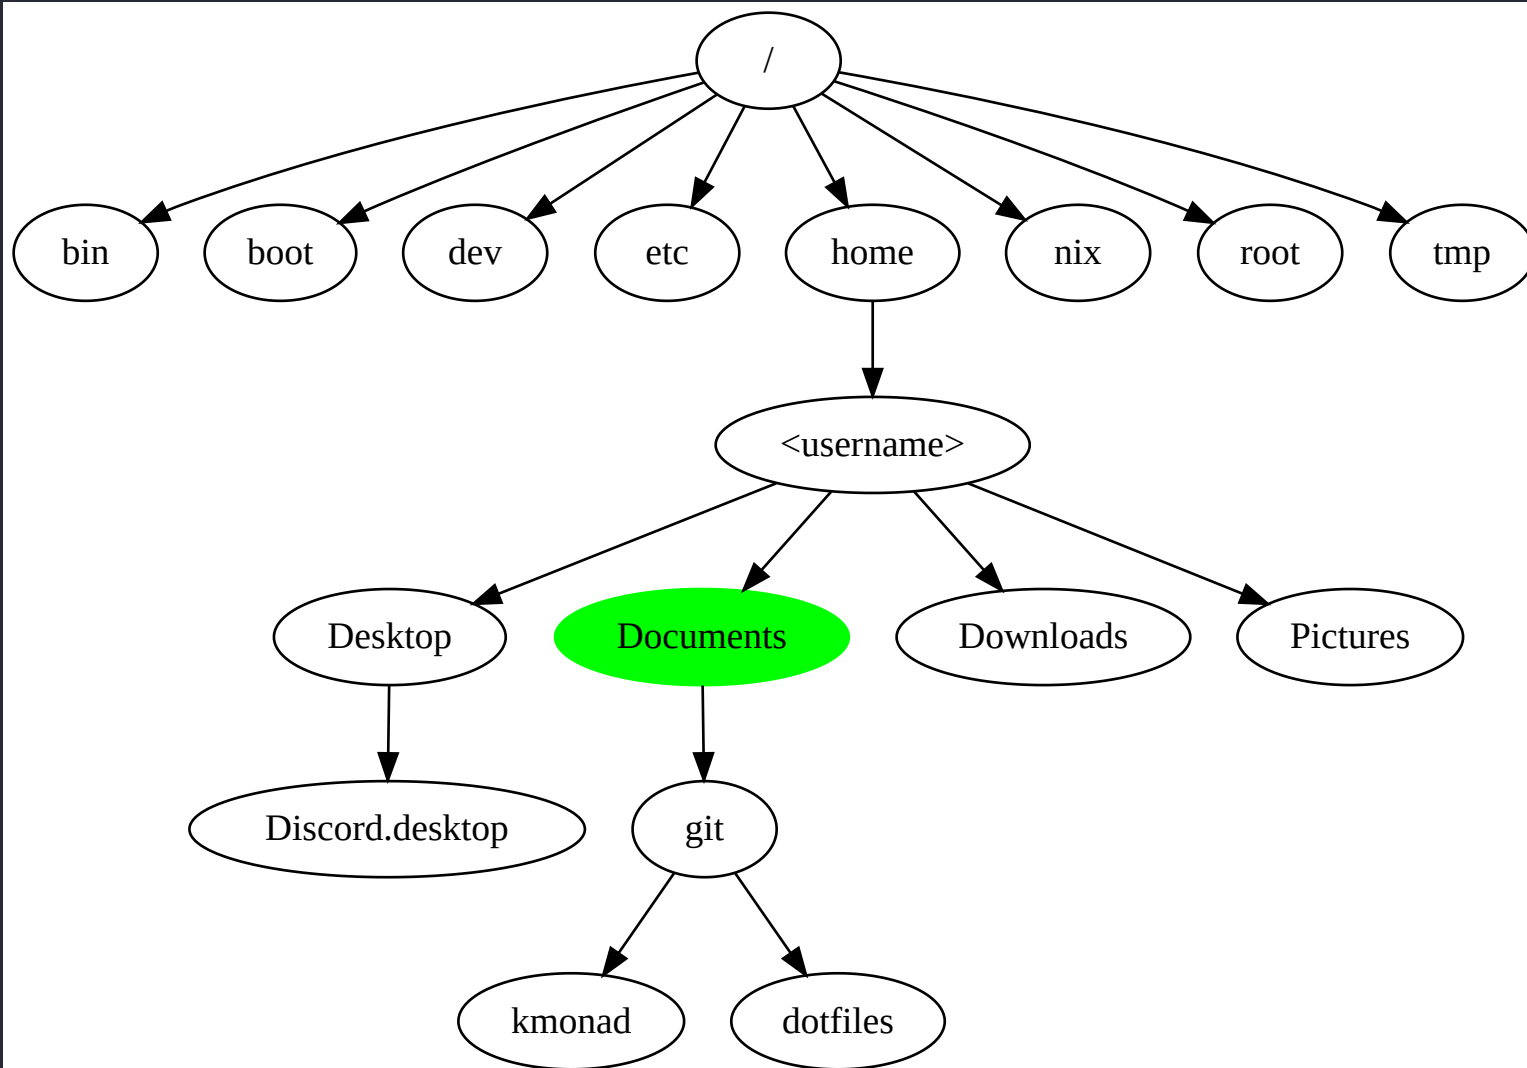 /
bin
boot
dev
etc
home
nix
root
tmp
<username>
Desktop
Documents
Downloads
Pictures
Discord.desktop
git
kmonad
dotfiles